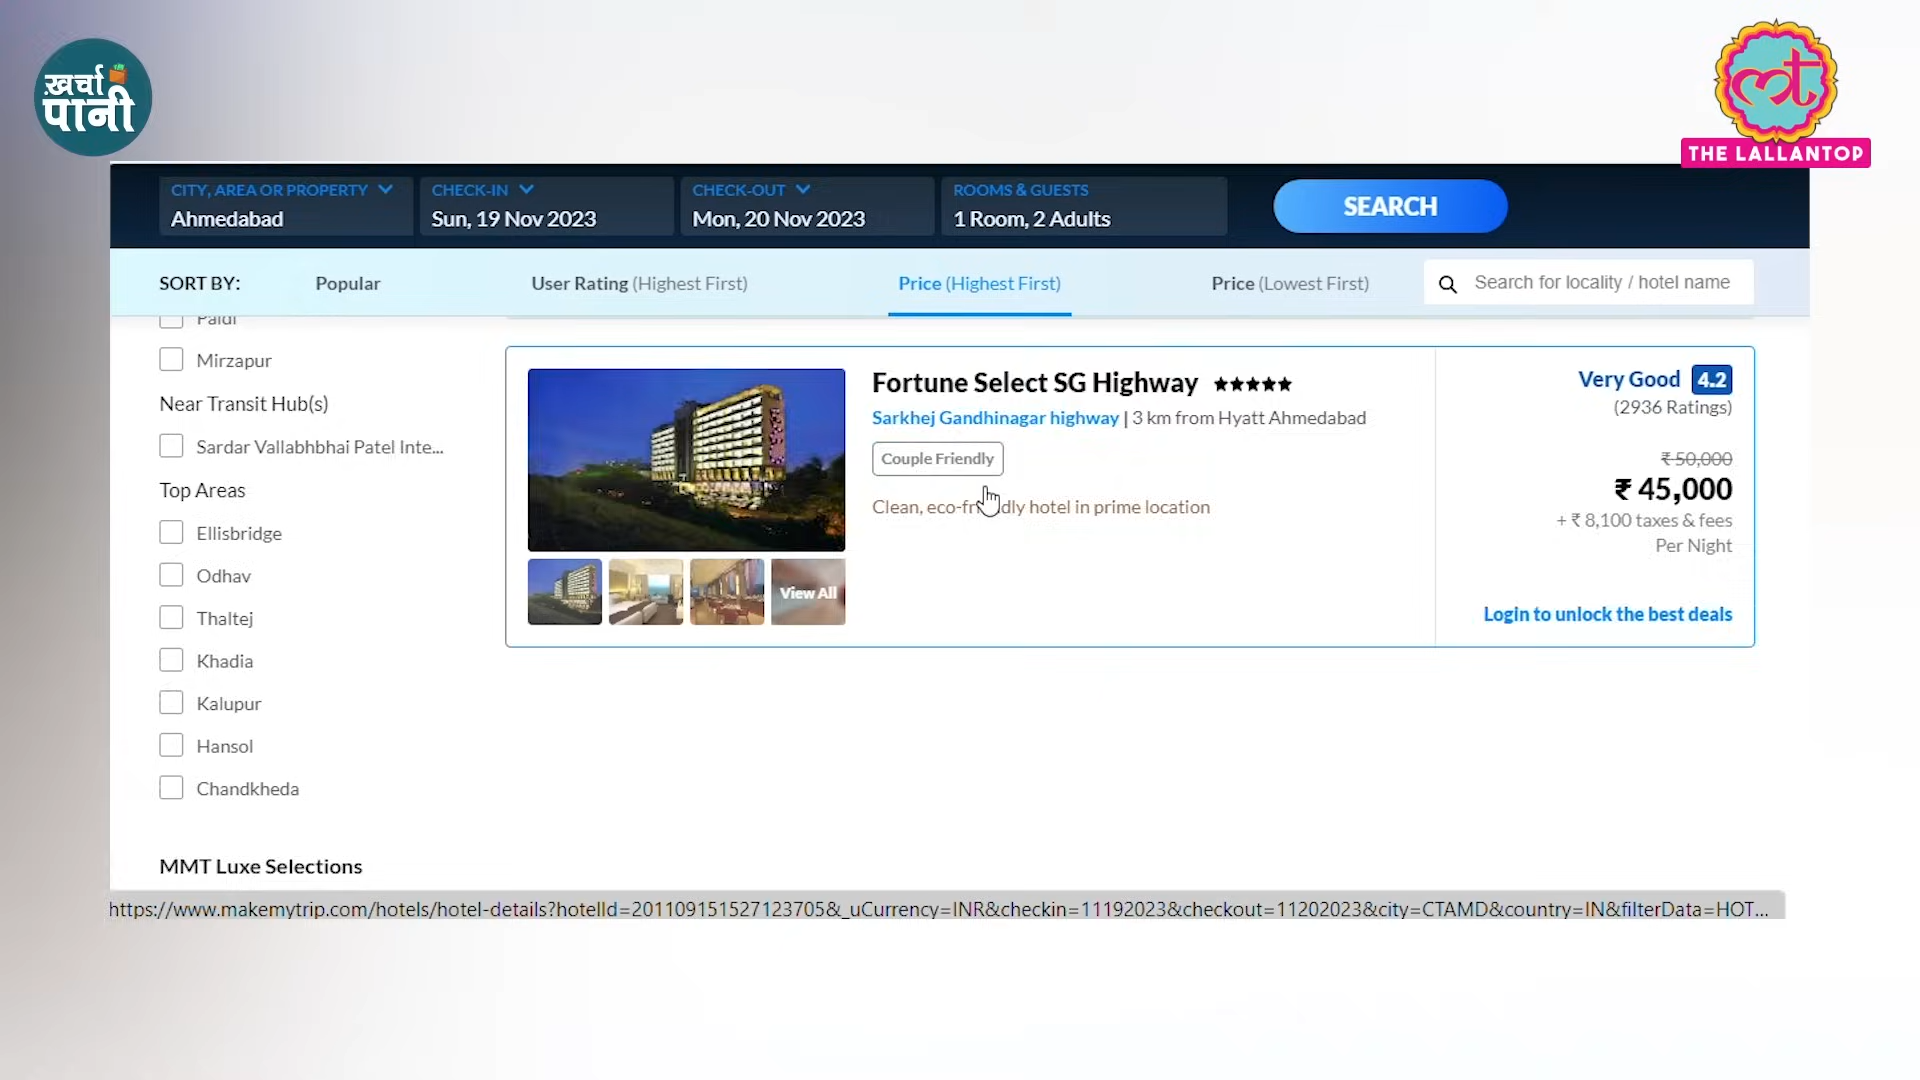 ख़र्चा
पानी
THE LALLANTOP
CITY, AREA OR PROPERTY
Ahmedabad
CHECK-IN
Sun, 19 Nov 2023
CHECK-OUT
Mon, 20 Nov 2023
ROOMS & GUESTS
1 Room, 2 Adults
SEARCH
SORT BY:
Popular
User Rating (Highest First)
Price (Highest First)
Price (Lowest First)
Search for locality / hotel name
Paldi
Mirzapur
Near Transit Hub(s)
Sardar Vallabhbhai Patel Inte...
Top Areas
Ellisbridge
Odhav
Thaltej
Khadia
Kalupur
Hansol
Chandkheda
MMT Luxe Selections
Fortune Select SG Highway ★★★★★
Sarkhej Gandhinagar highway | 3 km from Hyatt Ahmedabad
Couple Friendly
Clean, eco-friendly hotel in prime location
View All
Very Good 4.2
(2936 Ratings)
₹ 50,000
₹ 45,000
+ ₹ 8,100 taxes & fees
Per Night
Login to unlock the best deals
https://www.makemytrip.com/hotels/hotel-details?hotelId=201109151527123705&_uCurrency=INR&checkin=11192023&checkout=11202023&city=CTAMD&country=IN&filterData=HOT...